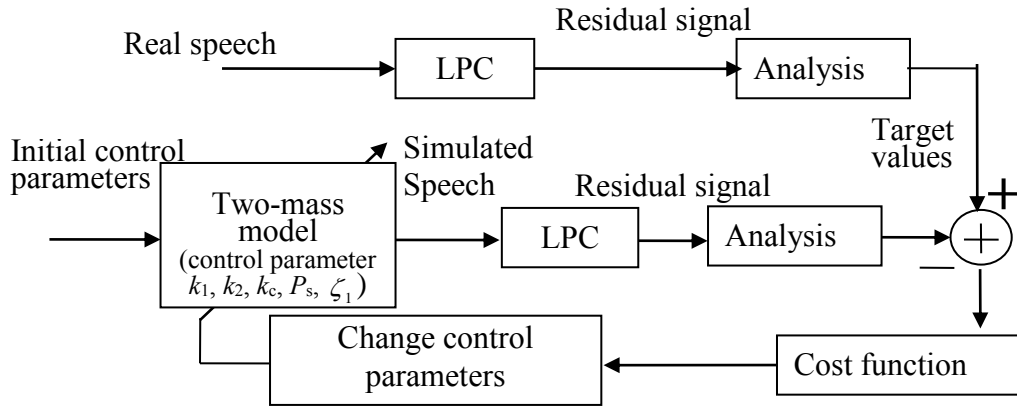 Residual signal
Real speech
LPC
Analysis
Target
values
Initial control
parameters
Simulated
Speech
Two-mass
model
(control parameter
k₁, k₂, k꜀, Pₛ, ζ₁)
Residual signal
LPC
Analysis
+
+
—
Change control
parameters
Cost function